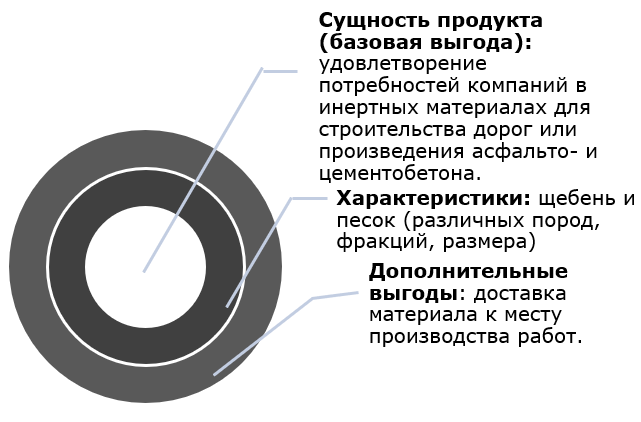 Сущность продукта
(базовая выгода):
удовлетворение
потребностей компаний в
инертных материалах для
строительства дорог или
произведения асфальто- и
цементобетона.
Характеристики: щебень и
песок (различных пород,
фракций, размера)
Дополнительные
выгоды: доставка
материала к месту
производства работ.